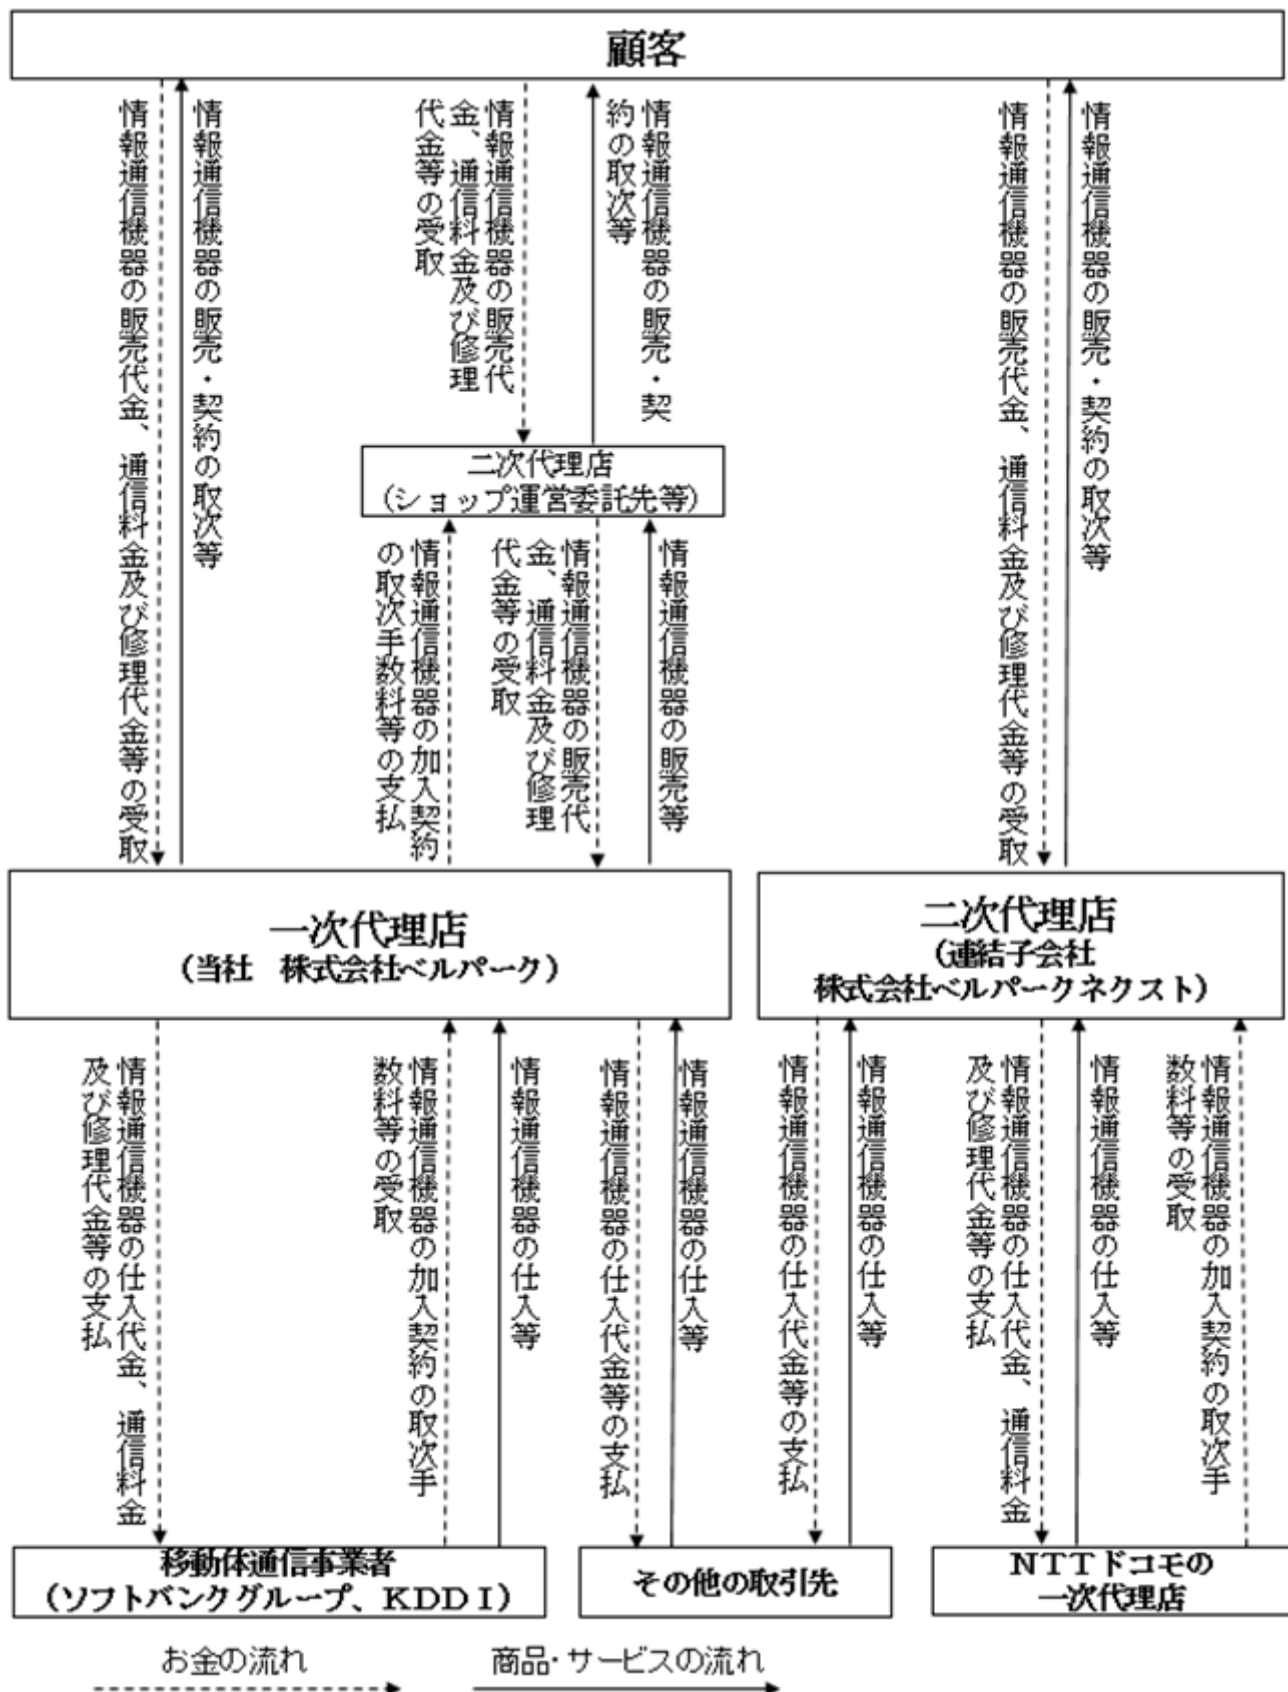 顧客
情報通信機器の販売代金、通信料金及び修理代金等の受取
情報通信機器の販売・契約の取次等
情報通信機器の販売代
金、通信料金及び修理
代金等の受取
情報通信機器の販売・契
約の取次等
情報通信機器の販売代金、通信料金及び修理代金等の受取
情報通信機器の販売・契約の取次等
二次代理店
(ショップ運営委託先等)
情報通信機器の加入契約
の取次手数料等の支払
情報通信機器の販売代
金、通信料金及び修理
代金等の受取
情報通信機器の販売等
一次代理店
(当社 株式会社ベルパーク)
二次代理店
(連結子会社
株式会社ベルパークネクスト)
情報通信機器の仕入代金、通信料金
及び修理代金等の支払
情報通信機器の加入契約の取次手
数料等の受取
情報通信機器の仕入等
情報通信機器の仕入代金等の支払
情報通信機器の仕入等
情報通信機器の仕入代金等の支払
情報通信機器の仕入等
情報通信機器の仕入代金、通信料金
及び修理代金等の支払
情報通信機器の仕入等
情報通信機器の加入契約の取次手
数料等の受取
移動体通信事業者
(ソフトバンクグループ、KDDI)
その他の取引先
NTTドコモの
一次代理店
お金の流れ
商品・サービスの流れ